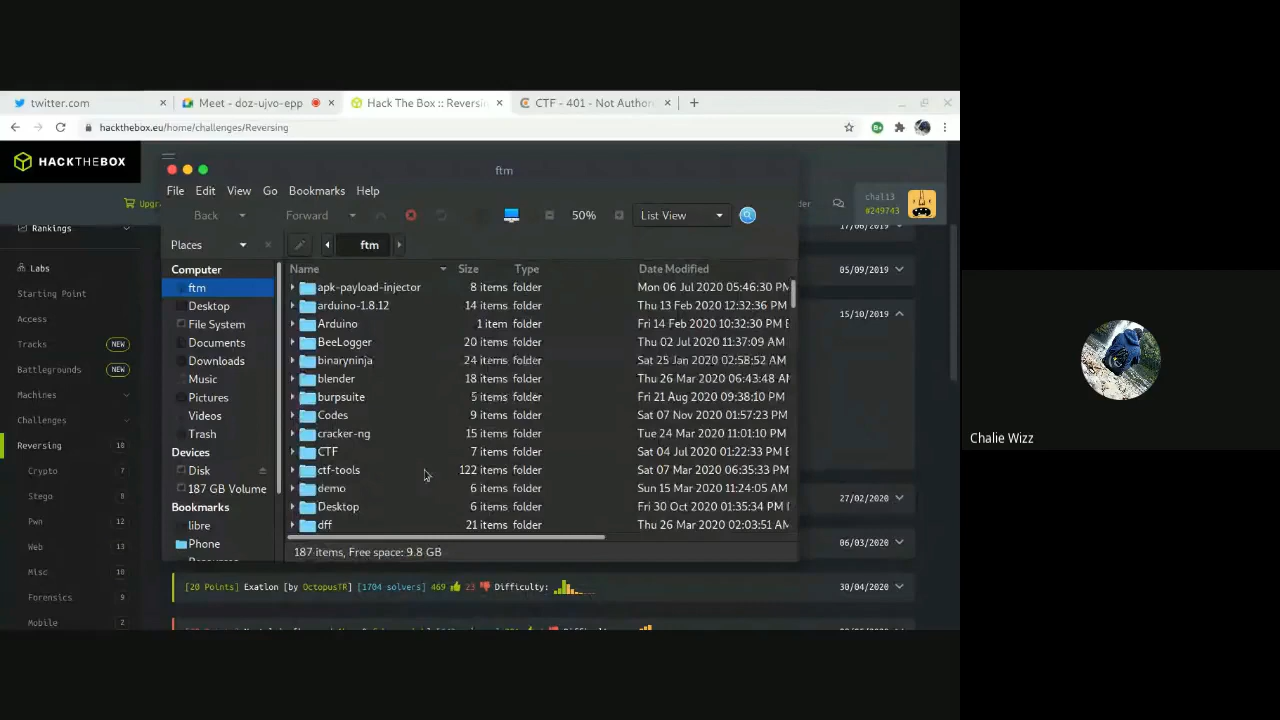 twitter.com
Meet - doz-ujvo-epp
Hack The Box :: Reversin
CTF - 401 - Not Author
hackthebox.eu/home/challenges/Reversing
HACKTHEBOX
ftm
File Edit View Go Bookmarks Help
chal13
#249743
Upgr
der
Back Forward 50% List View
Rankings
17/06/2019
Places ftm
Labs
Computer
Name Size Type Date Modified
05/09/2019
ftm
apk-payload-injector 8 items folder Mon 06 Jul 2020 05:46:30 PM
Starting Point
Desktop
arduino-1.8.12 14 items folder Thu 13 Feb 2020 12:32:36 PM
15/10/2019
Access
File System
Arduino 1 item folder Fri 14 Feb 2020 10:32:30 PM E
Tracks NEW
Documents
BeeLogger 20 items folder Thu 02 Jul 2020 11:37:09 AM
Battlegrounds NEW
Downloads
binaryninja 24 items folder Sat 25 Jan 2020 02:58:52 AM
Music
blender 18 items folder Thu 26 Mar 2020 06:43:48 AM
Machines
Pictures
burpsuite 5 items folder Fri 21 Aug 2020 09:38:10 PM
Challenges
Videos
Codes 9 items folder Sat 07 Nov 2020 01:57:23 PM
Trash
cracker-ng 15 items folder Tue 24 Mar 2020 11:01:10 PM
Reversing 18
Devices
CTF 7 items folder Sat 04 Jul 2020 01:22:33 PM E
Crypto 7
Disk
ctf-tools 122 items folder Sat 07 Mar 2020 06:35:33 PM
Stego 8
187 GB Volume
demo 6 items folder Sun 15 Mar 2020 11:24:05 AM
27/02/2020
Bookmarks
Desktop 6 items folder Fri 30 Oct 2020 01:35:34 PM
Pwn 12
libre
dff 21 items folder Thu 26 Mar 2020 02:03:51 AM
Web 13
Phone
187 items, Free space: 9.8 GB
06/03/2020
Misc 10
[20 Points] Exatlon [by OctopusTR] [1704 solvers] 469 23 Difficulty:
30/04/2020
Forensics 9
Mobile 2
Chalie Wizz